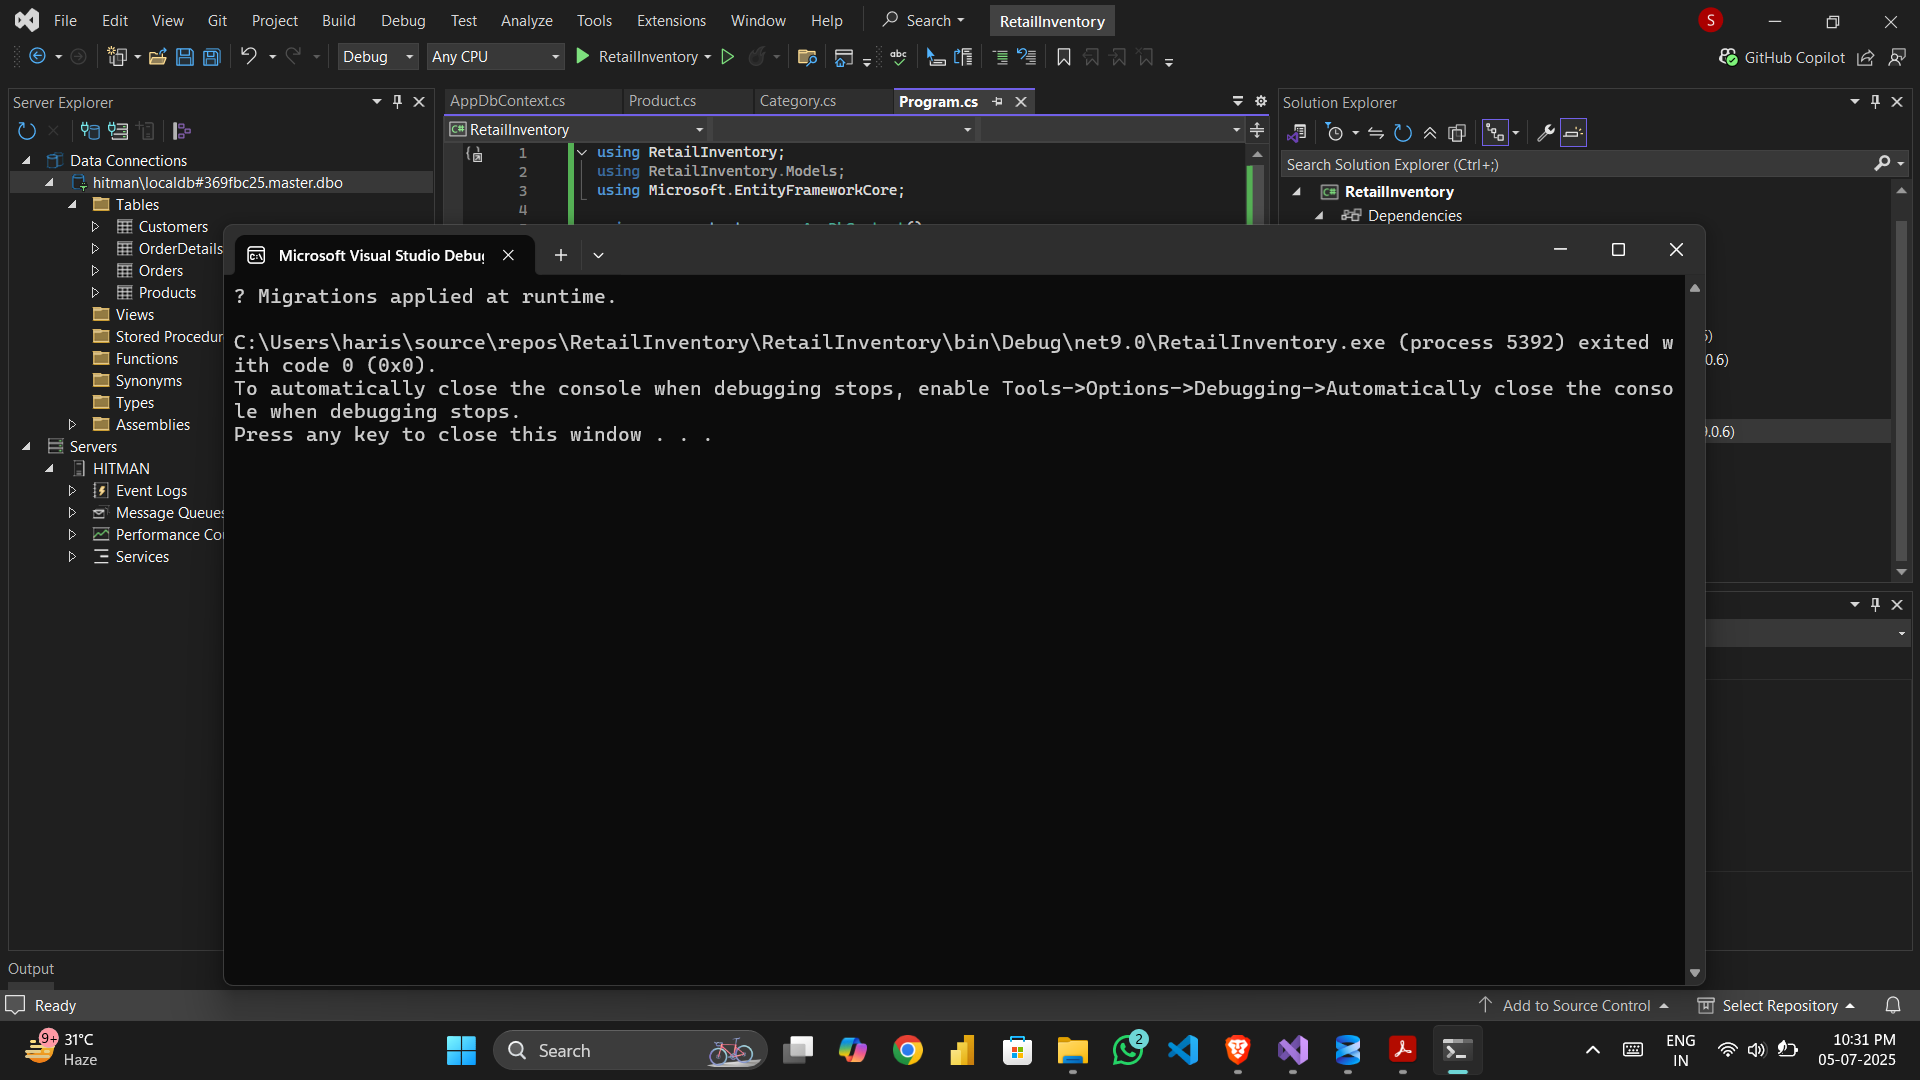 File Edit View Git Project Build Debug Test Analyze Tools Extensions Window Help Search RetailInventory S
Debug Any CPU RetailInventory GitHub Copilot
Server Explorer
Data Connections
hitman\localdb#369fbc25.master.dbo
Tables
Customers
OrderDetails
Orders
Products
Views
Stored Procedur
Functions
Synonyms
Types
Assemblies
Servers
HITMAN
Event Logs
Message Queues
Performance Co
Services
AppDbContext.cs Product.cs Category.cs Program.cs
RetailInventory
1 using RetailInventory;
2 using RetailInventory.Models;
3 using Microsoft.EntityFrameworkCore;
4
Solution Explorer
Search Solution Explorer (Ctrl+;)
RetailInventory
Dependencies
0.6)
0.6)
Microsoft Visual Studio Debug
? Migrations applied at runtime.
C:\Users\haris\source\repos\RetailInventory\RetailInventory\bin\Debug\net9.0\RetailInventory.exe (process 5392) exited w
ith code 0 (0x0).
To automatically close the console when debugging stops, enable Tools->Options->Debugging->Automatically close the conso
le when debugging stops.
Press any key to close this window . . .
Output
Ready Add to Source Control Select Repository
9+ 31°C
Haze
Search
2
ENG
IN
10:31 PM
05-07-2025